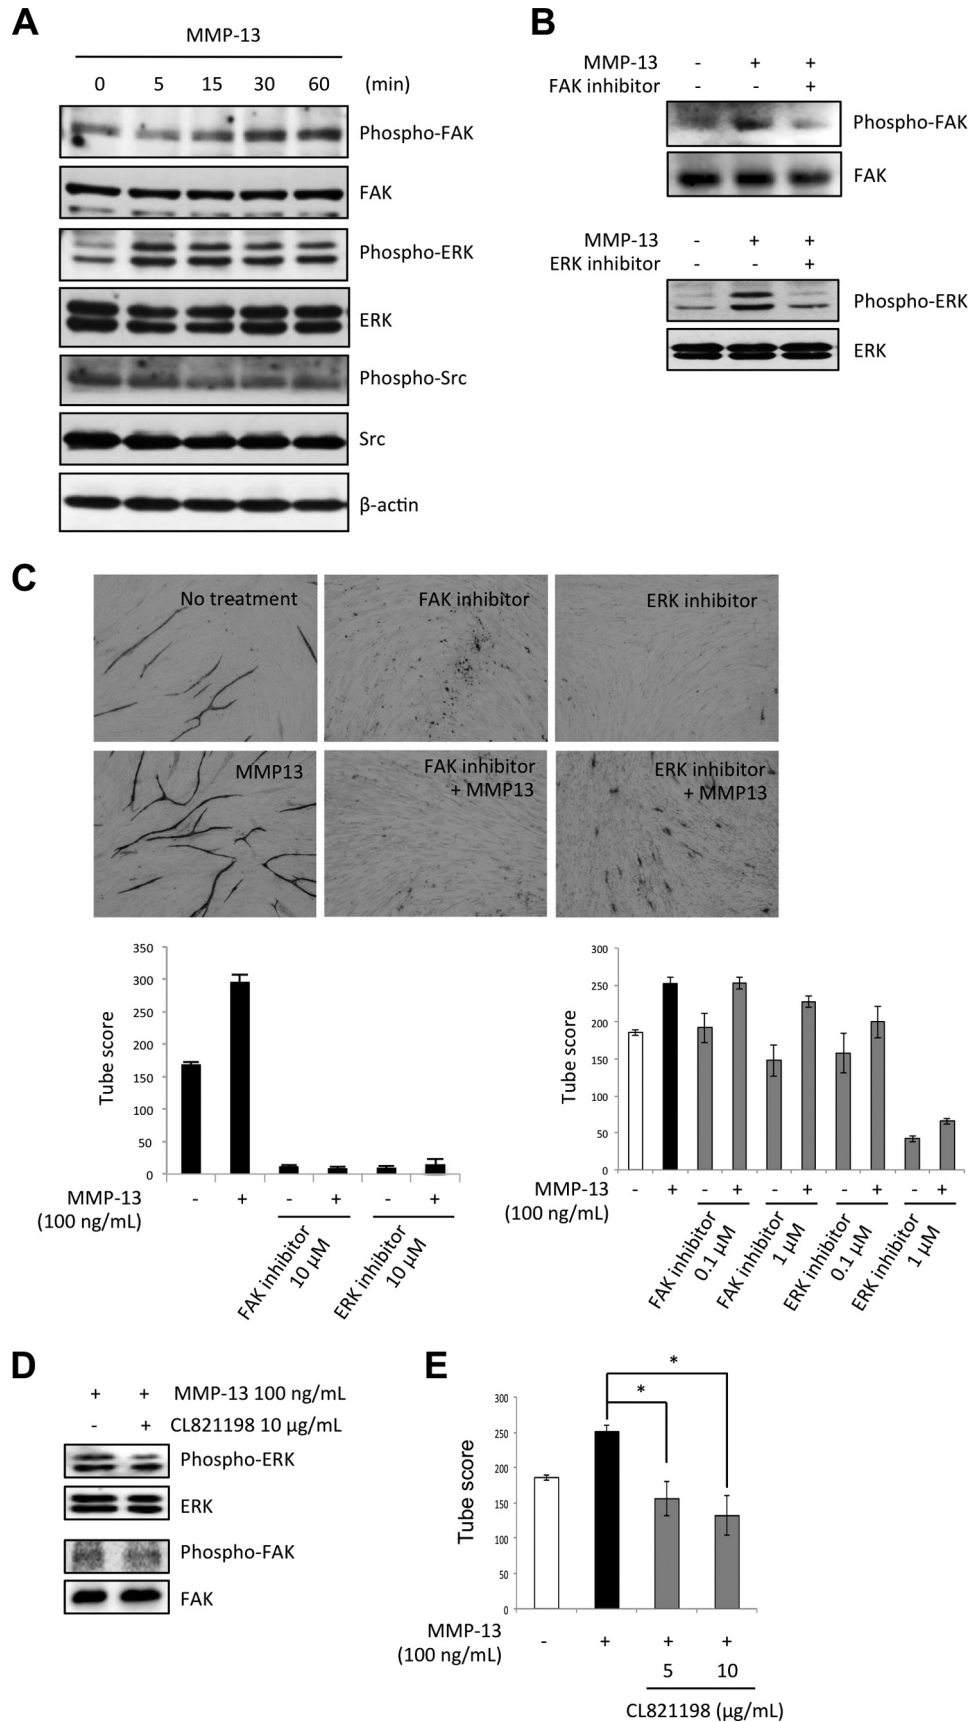 A
MMP-13
0 5 15 30 60 (min)
Phospho-FAK
FAK
Phospho-ERK
ERK
Phospho-Src
Src
β-actin
B
MMP-13 - + +
FAK inhibitor - - +
Phospho-FAK
FAK
MMP-13 - + +
ERK inhibitor - - +
Phospho-ERK
ERK
C
No treatment
FAK inhibitor
ERK inhibitor
MMP13
FAK inhibitor
+ MMP13
ERK inhibitor
+ MMP13
Tube score
350
300
250
200
150
100
50
0
MMP-13
(100 ng/mL)
- + - + - +
FAK inhibitor
10 µM
ERK inhibitor
10 µM
Tube score
300
250
200
150
100
50
0
MMP-13
(100 ng/mL)
- + - + - + - + - +
FAK inhibitor
0.1 µM
FAK inhibitor
1 µM
ERK inhibitor
0.1 µM
ERK inhibitor
1 µM
D
+ + MMP-13 100 ng/mL
- + CL821198 10 µg/mL
Phospho-ERK
ERK
Phospho-FAK
FAK
E
* 
*
Tube score
300
250
200
150
100
50
0
MMP-13
(100 ng/mL)
- + + +
5 10
CL821198 (µg/mL)